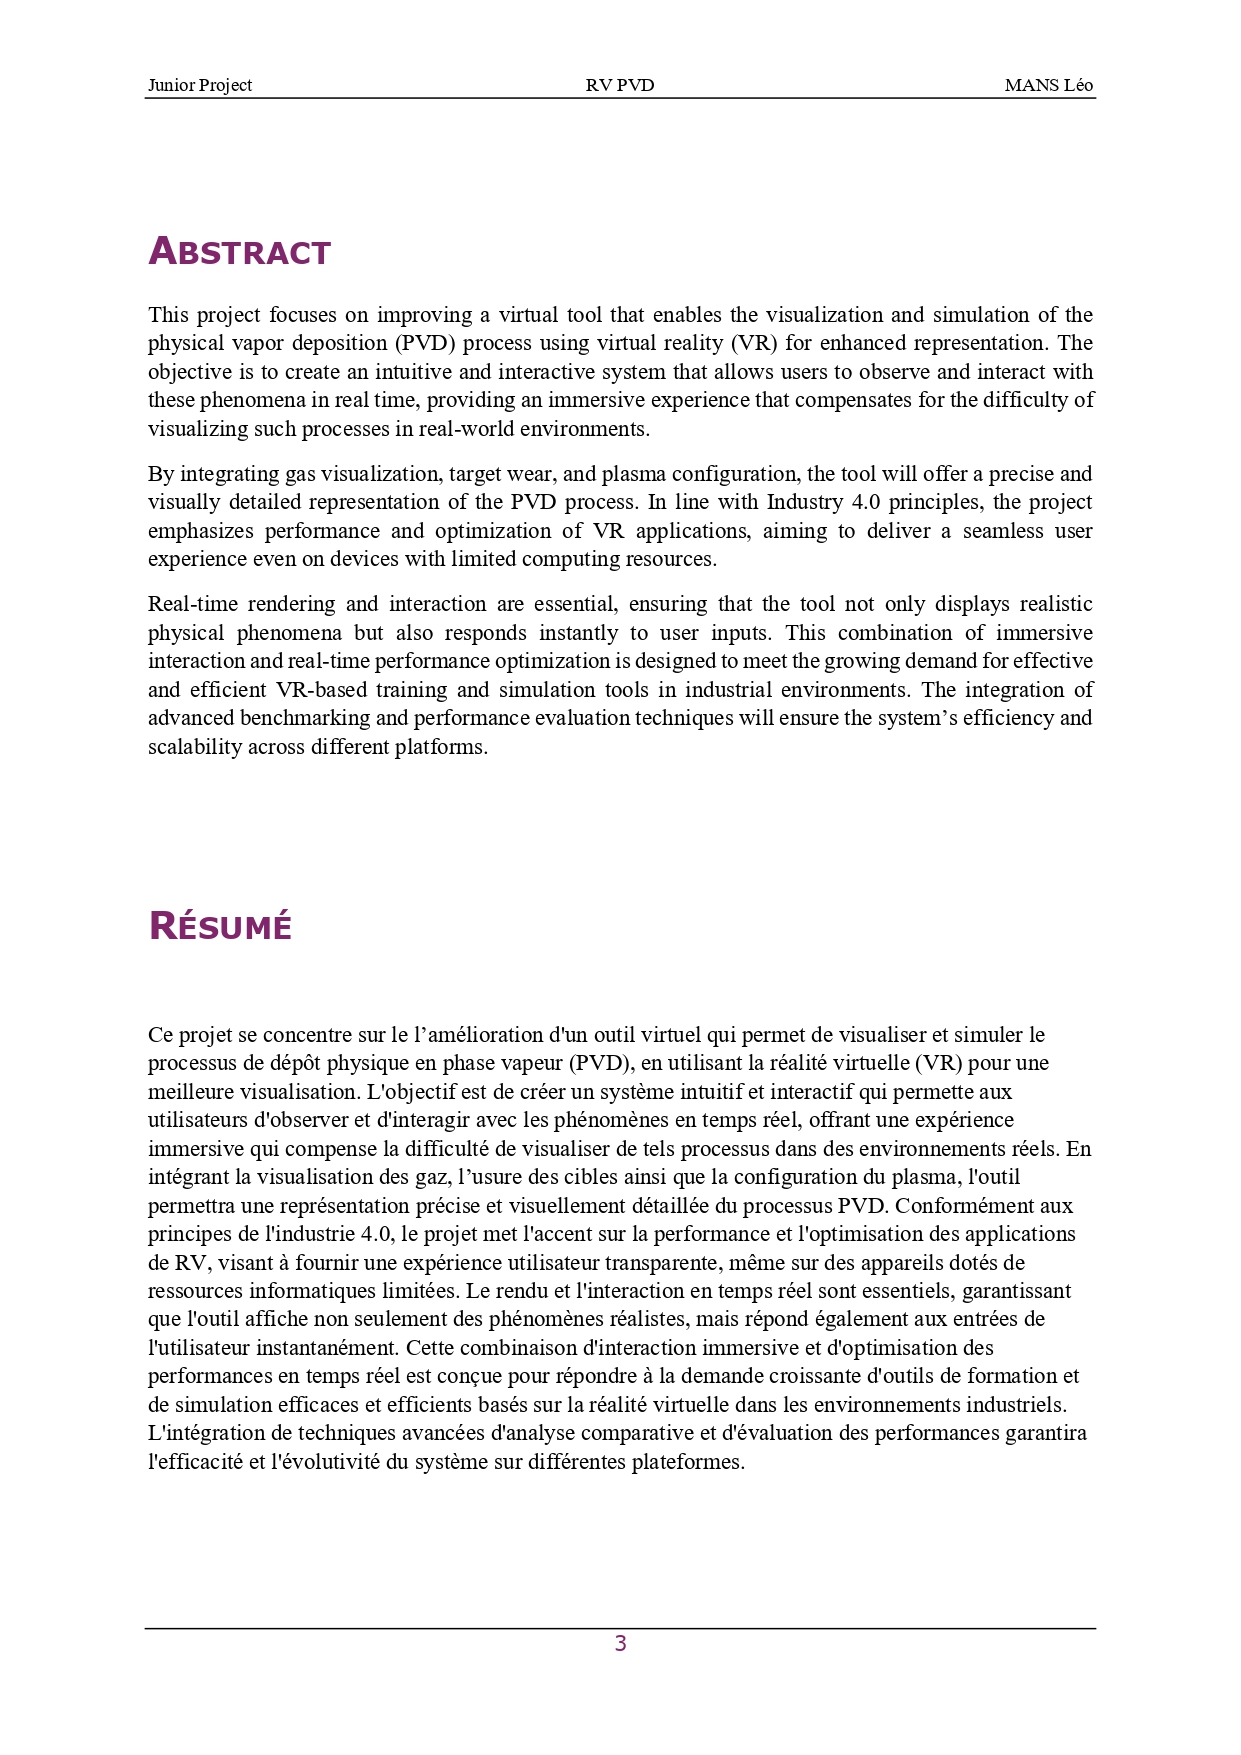 Junior Project RV PVD MANS Léo
ABSTRACT
This project focuses on improving a virtual tool that enables the visualization and simulation of the
physical vapor deposition (PVD) process using virtual reality (VR) for enhanced representation. The
objective is to create an intuitive and interactive system that allows users to observe and interact with
these phenomena in real time, providing an immersive experience that compensates for the difficulty of
visualizing such processes in real-world environments.
By integrating gas visualization, target wear, and plasma configuration, the tool will offer a precise and
visually detailed representation of the PVD process. In line with Industry 4.0 principles, the project
emphasizes performance and optimization of VR applications, aiming to deliver a seamless user
experience even on devices with limited computing resources.
Real-time rendering and interaction are essential, ensuring that the tool not only displays realistic
physical phenomena but also responds instantly to user inputs. This combination of immersive
interaction and real-time performance optimization is designed to meet the growing demand for effective
and efficient VR-based training and simulation tools in industrial environments. The integration of
advanced benchmarking and performance evaluation techniques will ensure the system’s efficiency and
scalability across different platforms.
RÉSUMÉ
Ce projet se concentre sur le l’amélioration d'un outil virtuel qui permet de visualiser et simuler le
processus de dépôt physique en phase vapeur (PVD), en utilisant la réalité virtuelle (VR) pour une
meilleure visualisation. L'objectif est de créer un système intuitif et interactif qui permette aux
utilisateurs d'observer et d'interagir avec les phénomènes en temps réel, offrant une expérience
immersive qui compense la difficulté de visualiser de tels processus dans des environnements réels. En
intégrant la visualisation des gaz, l’usure des cibles ainsi que la configuration du plasma, l'outil
permettra une représentation précise et visuellement détaillée du processus PVD. Conformément aux
principes de l'industrie 4.0, le projet met l'accent sur la performance et l'optimisation des applications
de RV, visant à fournir une expérience utilisateur transparente, même sur des appareils dotés de
ressources informatiques limitées. Le rendu et l'interaction en temps réel sont essentiels, garantissant
que l'outil affiche non seulement des phénomènes réalistes, mais répond également aux entrées de
l'utilisateur instantanément. Cette combinaison d'interaction immersive et d'optimisation des
performances en temps réel est conçue pour répondre à la demande croissante d'outils de formation et
de simulation efficaces et efficients basés sur la réalité virtuelle dans les environnements industriels.
L'intégration de techniques avancées d'analyse comparative et d'évaluation des performances garantira
l'efficacité et l'évolutivité du système sur différentes plateformes.
3